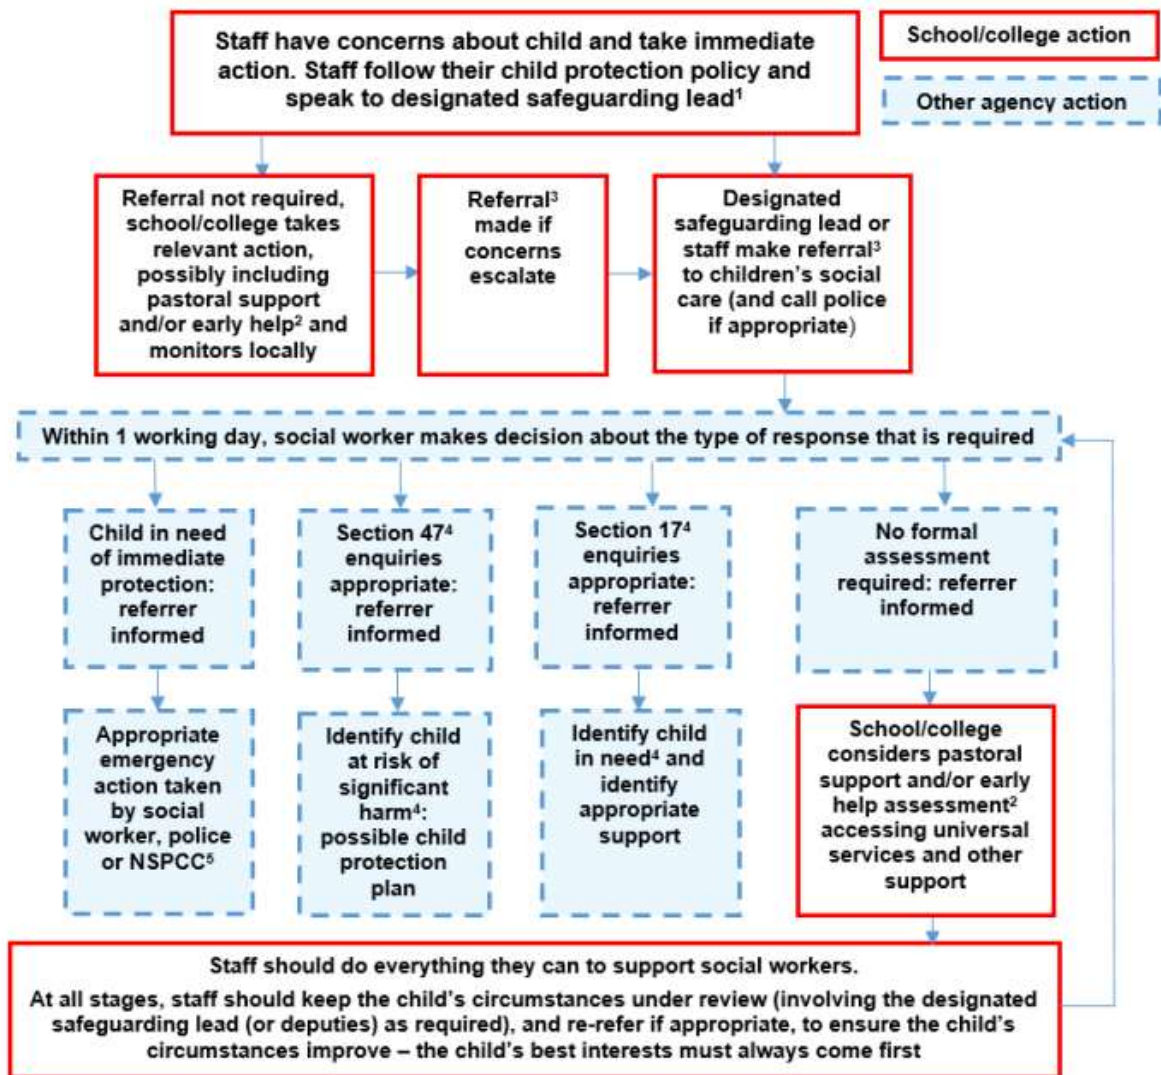 Staff have concerns about child and take immediate
action. Staff follow their child protection policy and
speak to designated safeguarding lead¹
School/college action
Other agency action
Referral not required,
school/college takes
relevant action,
possibly including
pastoral support
and/or early help² and
monitors locally
Referral³
made if
concerns
escalate
Designated
safeguarding lead or
staff make referral³
to children's social
care (and call police
if appropriate)
Within 1 working day, social worker makes decision about the type of response that is required
Child in need
of immediate
protection:
referrer
informed
Section 47⁴
enquiries
appropriate:
referrer
informed
Section 17⁴
enquiries
appropriate:
referrer
informed
No formal
assessment
required: referrer
informed
Appropriate
emergency
action taken
by social
worker, police
or NSPCC⁵
Identify child
at risk of
significant
harm⁴:
possible child
protection
plan
Identify child
in need⁴ and
identify
appropriate
support
School/college
considers pastoral
support and/or early
help assessment²
accessing universal
services and other
support
Staff should do everything they can to support social workers.
At all stages, staff should keep the child's circumstances under review (involving the designated
safeguarding lead (or deputies) as required), and re-refer if appropriate, to ensure the child's
circumstances improve – the child's best interests must always come first